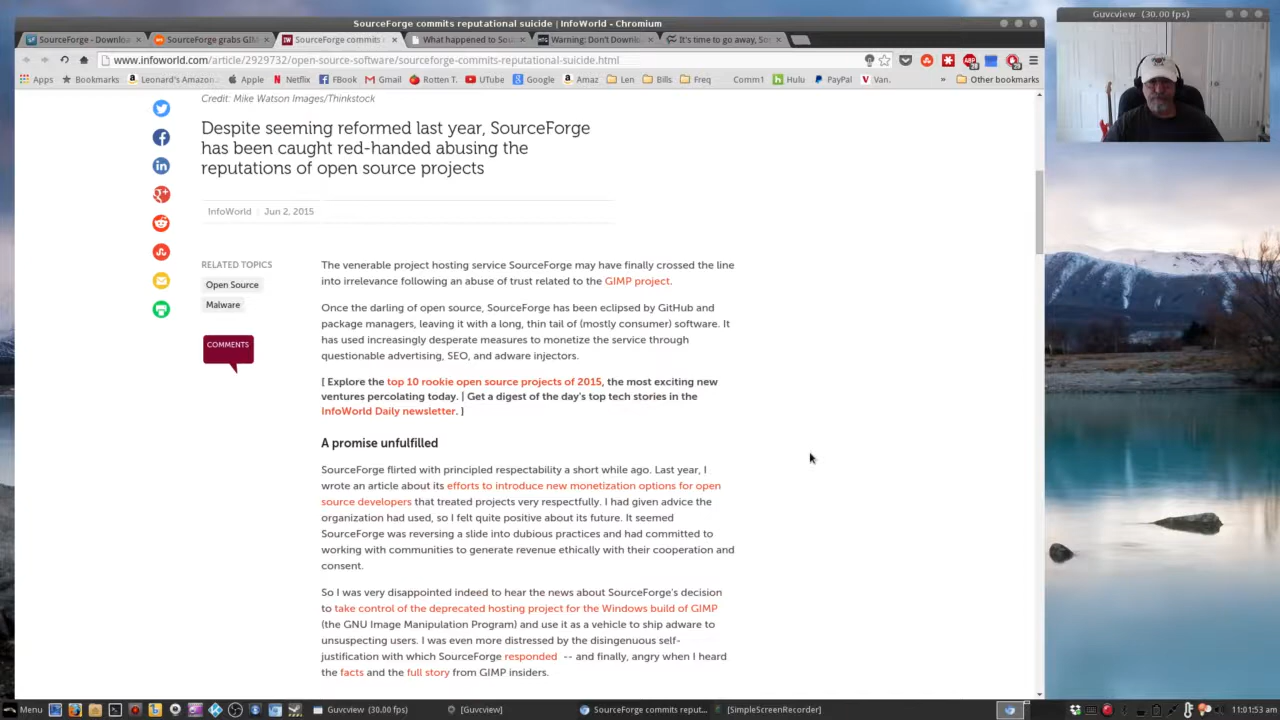 SourceForge commits reputational suicide | InfoWorld - Chromium
Guvcview (30.00 fps)
SourceForge - Downloa
SourceForge grabs GIM
SourceForge commits
What happened to Sou
Warning: Don't Downlo
It's time to go away, So
www.infoworld.com/article/2929732/open-source-software/sourceforge-commits-reputational-suicide.html
Apps Bookmarks Leonard's Amazon Apple Netflix FBook Gmail Rotten T. UTube Google Amaz Len Bills Freq Comm1 Hulu PayPal Van. » Other bookmarks
Credit: Mike Watson Images/Thinkstock
Despite seeming reformed last year, SourceForge
has been caught red-handed abusing the
reputations of open source projects
InfoWorld | Jun 2, 2015
RELATED TOPICS
Open Source
Malware
COMMENTS
The venerable project hosting service SourceForge may have finally crossed the line
into irrelevance following an abuse of trust related to the GIMP project.
Once the darling of open source, SourceForge has been eclipsed by GitHub and
package managers, leaving it with a long, thin tail of (mostly consumer) software. It
has used increasingly desperate measures to monetize the service through
questionable advertising, SEO, and adware injectors.
[ Explore the top 10 rookie open source projects of 2015, the most exciting new
ventures percolating today. | Get a digest of the day's top tech stories in the
InfoWorld Daily newsletter. ]
A promise unfulfilled
SourceForge flirted with principled respectability a short while ago. Last year, I
wrote an article about its efforts to introduce new monetization options for open
source developers that treated projects very respectfully. I had given advice the
organization had used, so I felt quite positive about its future. It seemed
SourceForge was reversing a slide into dubious practices and had committed to
working with communities to generate revenue ethically with their cooperation and
consent.
So I was very disappointed indeed to hear the news about SourceForge's decision
to take control of the deprecated hosting project for the Windows build of GIMP
(the GNU Image Manipulation Program) and use it as a vehicle to ship adware to
unsuspecting users. I was even more distressed by the disingenuous self-
justification with which SourceForge responded -- and finally, angry when I heard
the facts and the full story from GIMP insiders.
Menu
Guvcview (30.00 fps)
[Guvcview]
SourceForge commits reput...
[SimpleScreenRecorder]
11:01:53 am